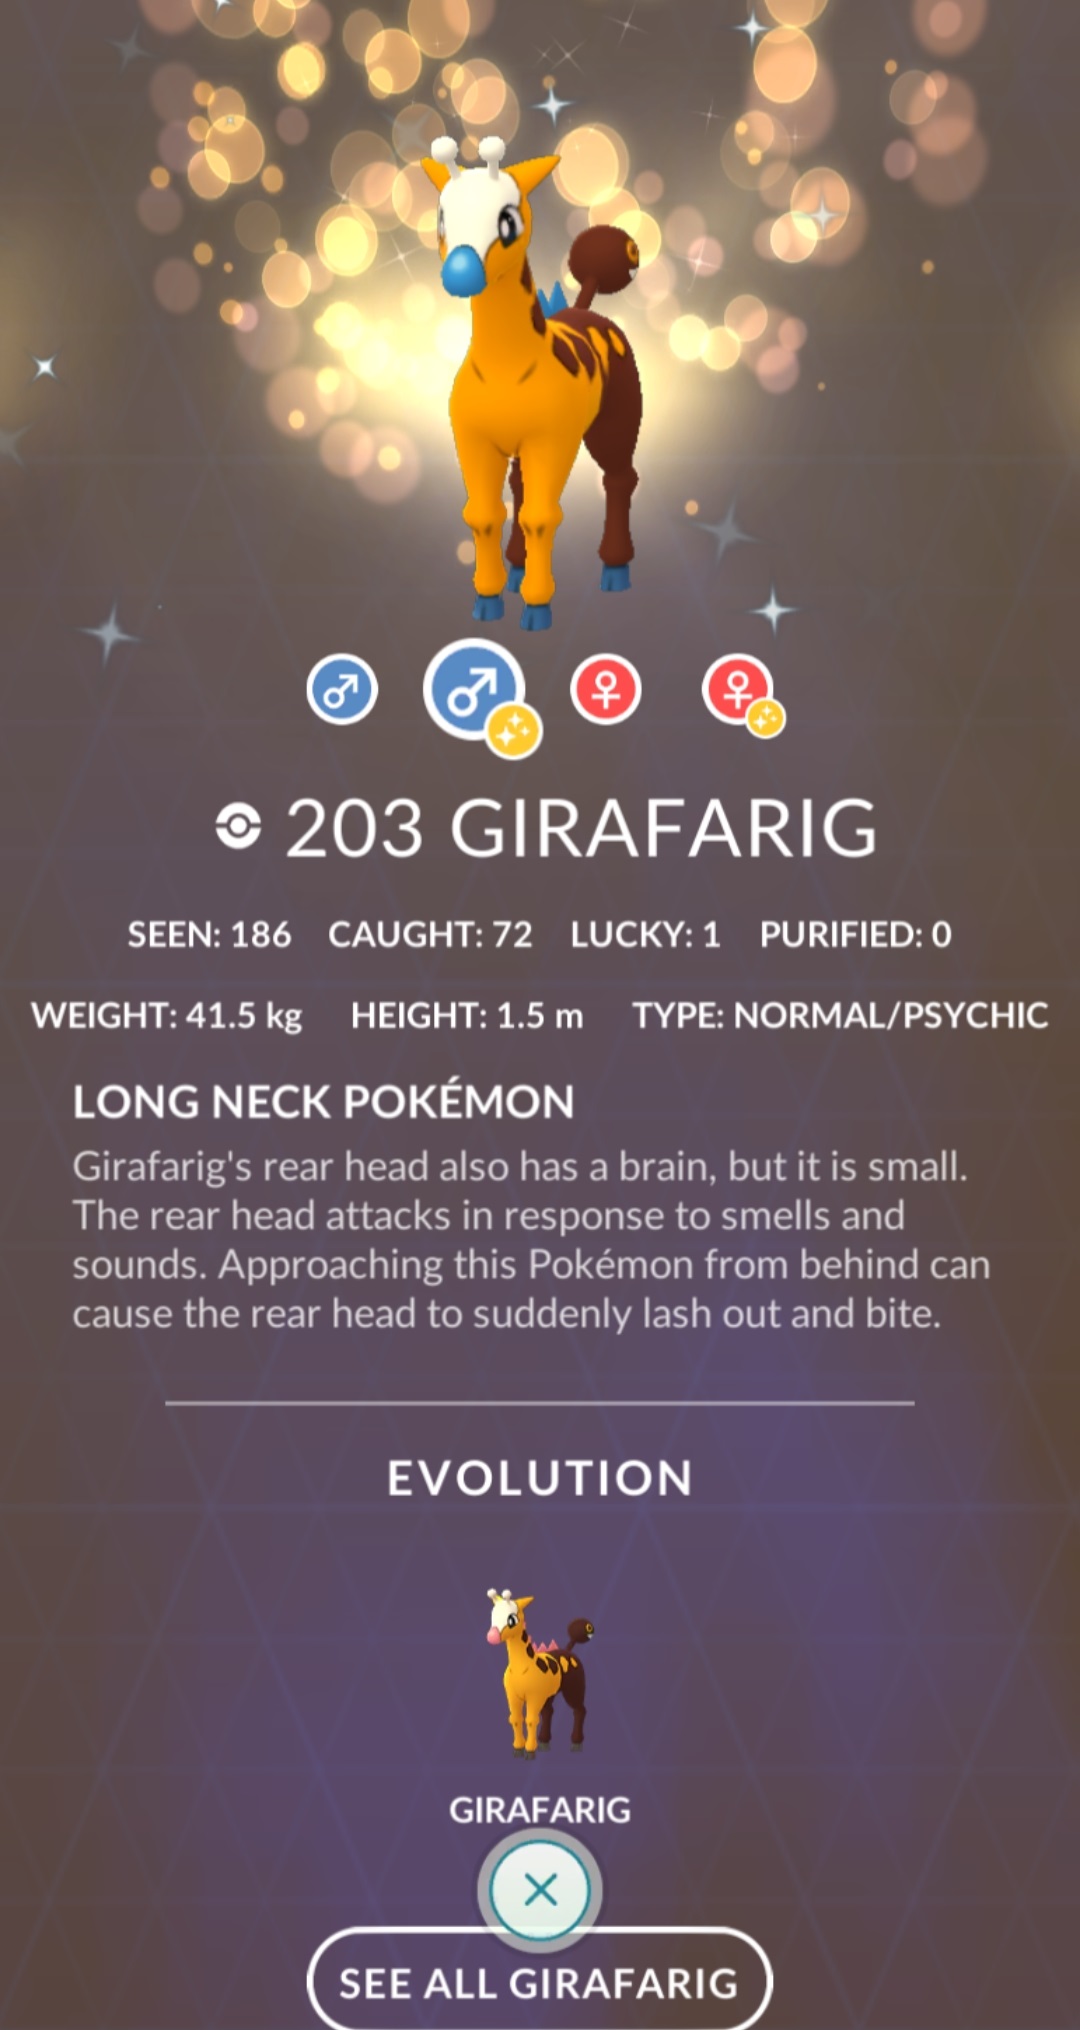 203 GIRAFARIG
SEEN: 186 CAUGHT: 72 LUCKY: 1 PURIFIED: 0
WEIGHT: 41.5 kg HEIGHT: 1.5 m TYPE: NORMAL/PSYCHIC
LONG NECK POKÉMON
Girafarig's rear head also has a brain, but it is small.
The rear head attacks in response to smells and
sounds. Approaching this Pokémon from behind can
cause the rear head to suddenly lash out and bite.
EVOLUTION
GIRAFARIG
SEE ALL GIRAFARIG